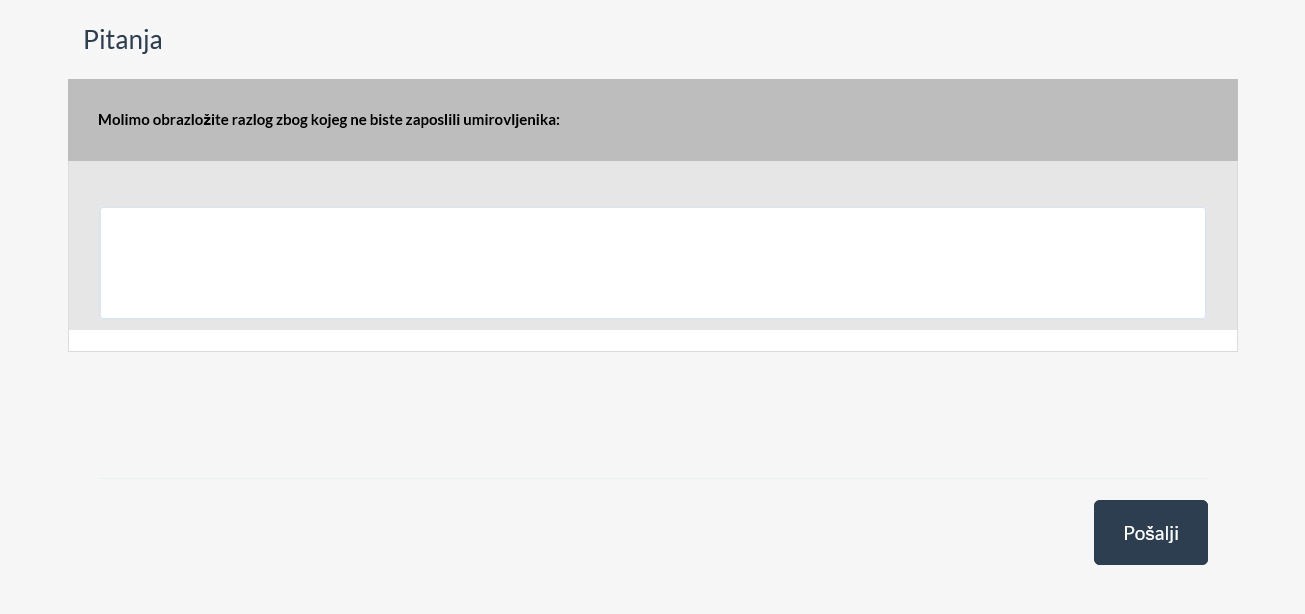 Pitanja
Molimo obrazložite razlog zbog kojeg ne biste zaposlili umirovljenika:
Pošalji